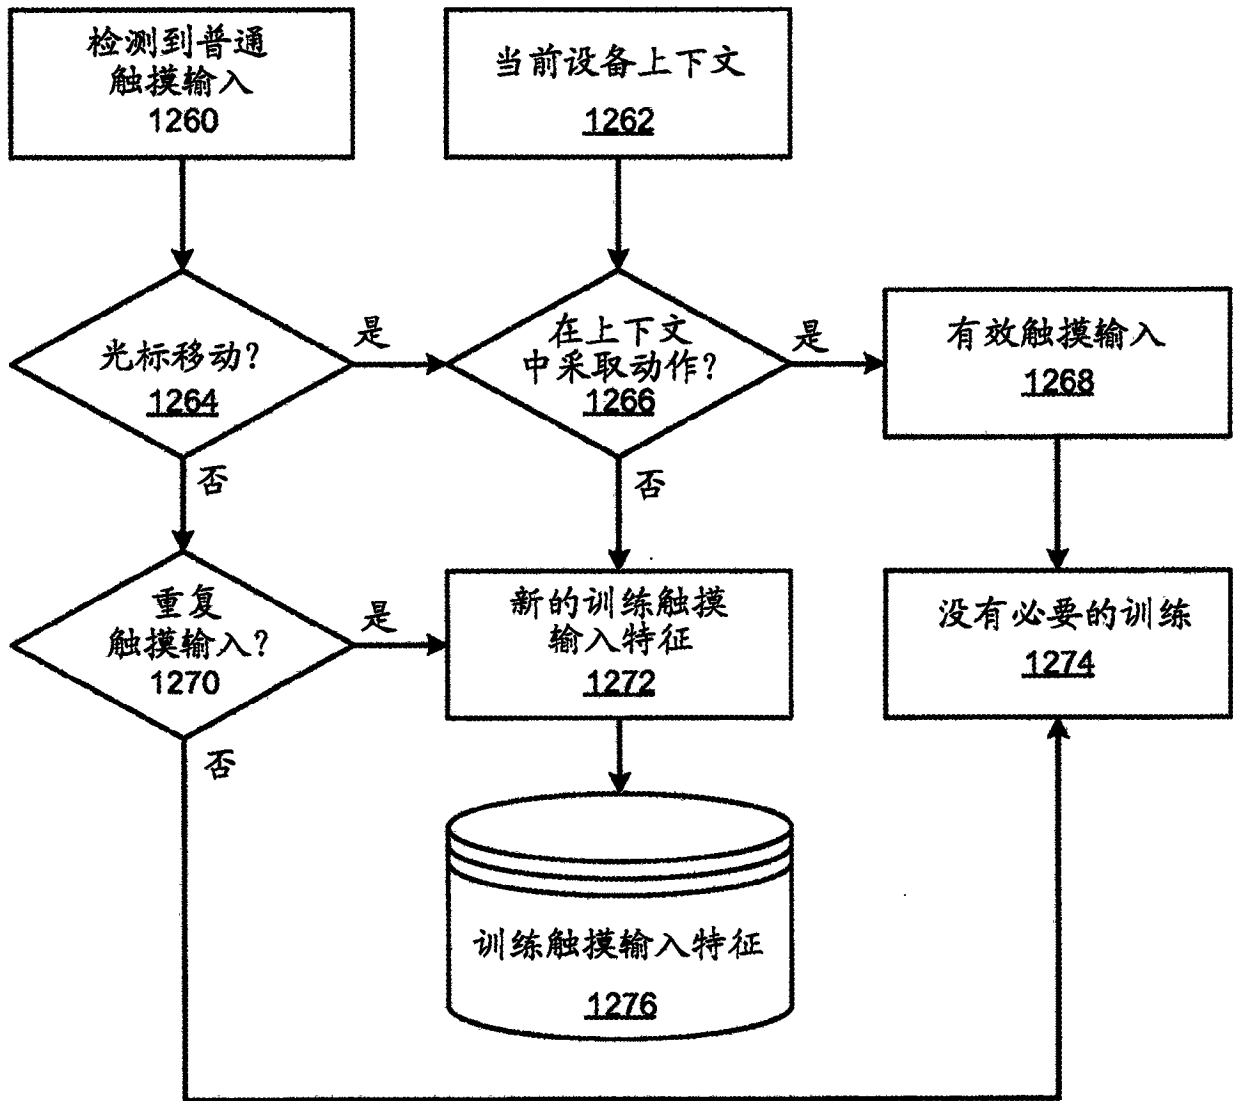 检测到普通
触摸输入
1260
当前设备上下文
1262
光标移动?
1264
是
在上下文
中采取动作?
1266
是
有效触摸输入
1268
否
否
重复
触摸输入?
1270
是
新的训练触摸
输入特征
1272
没有必要的训练
1274
否
训练触摸输入特征
1276